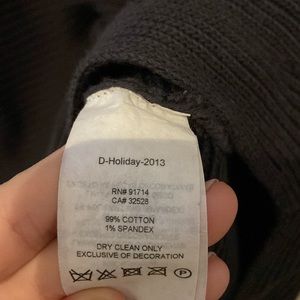 D-Holiday-2013
RN# 91714
CA# 32528
99% COTTON
1% SPANDEX
DRY CLEAN ONLY
EXCLUSIVE OF DECORATION
P